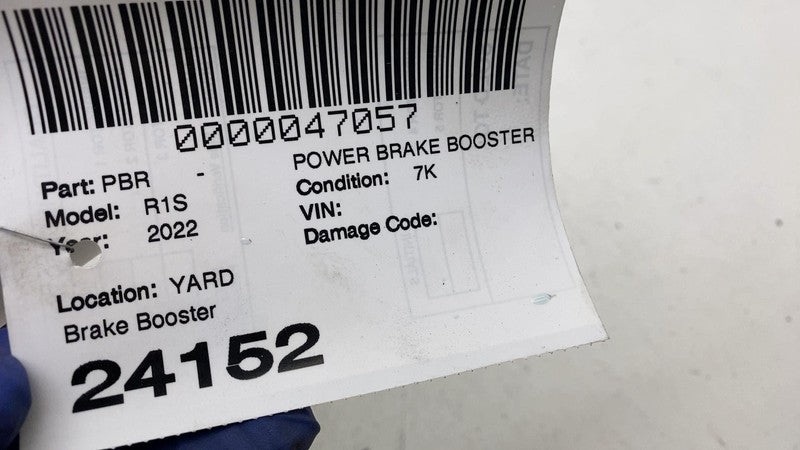 0000047057
POWER BRAKE BOOSTER
Part: PBR -
Condition: 7K
Model: R1S
VIN:
Year: 2022
Damage Code:
Location: YARD
Brake Booster
24152